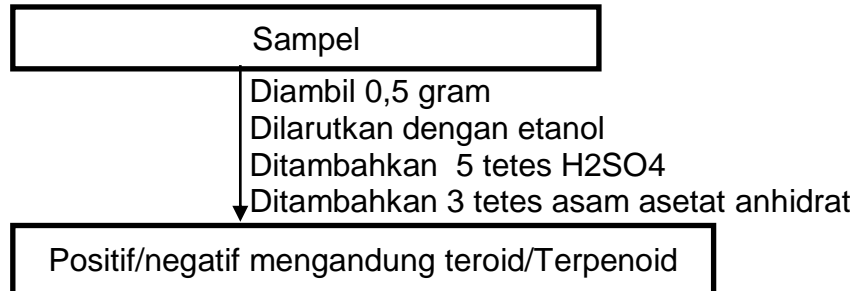 Sampel
Diambil 0,5 gram
Dilarutkan dengan etanol
Ditambahkan  5 tetes H2SO4
Ditambahkan 3 tetes asam asetat anhidrat
Positif/negatif mengandung teroid/Terpenoid